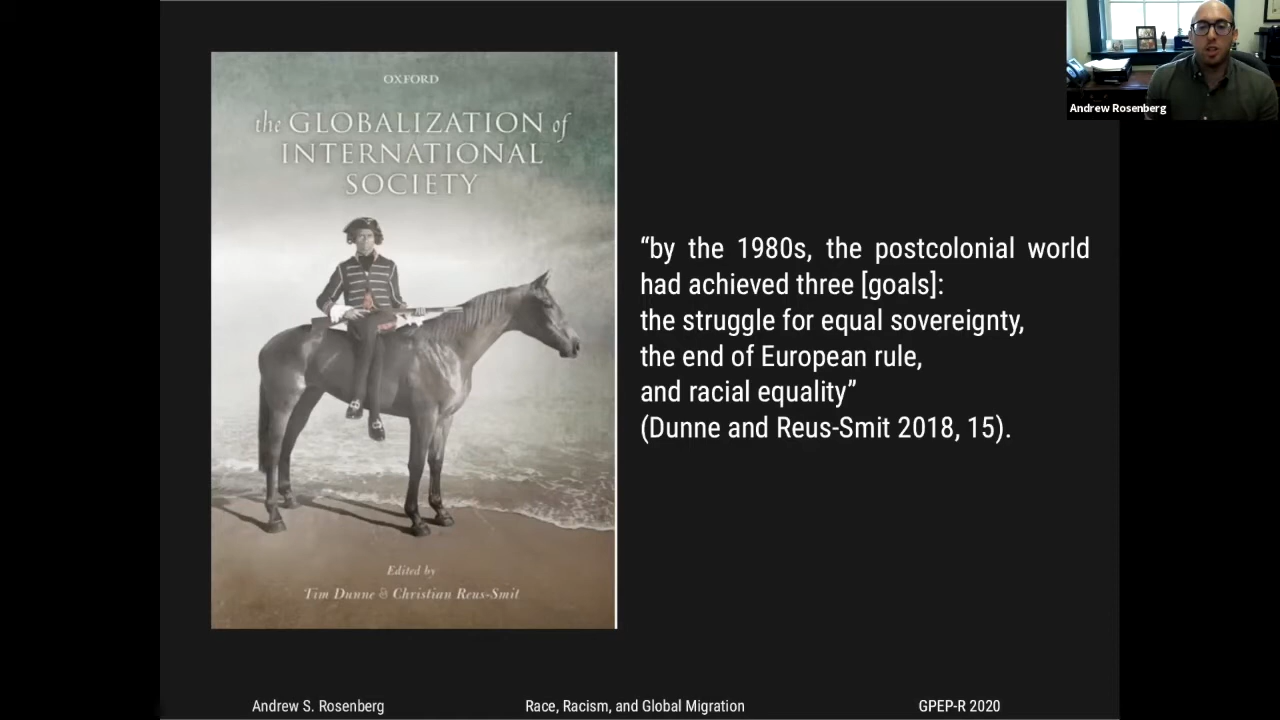 OXFORD
the GLOBALIZATION of
INTERNATIONAL
SOCIETY
Edited by
Tim Dunne & Christian Reus-Smit
“by the 1980s, the postcolonial world
had achieved three [goals]:
the struggle for equal sovereignty,
the end of European rule,
and racial equality”
(Dunne and Reus-Smit 2018, 15).
Andrew Rosenberg
Andrew S. Rosenberg
Race, Racism, and Global Migration
GPEP-R 2020